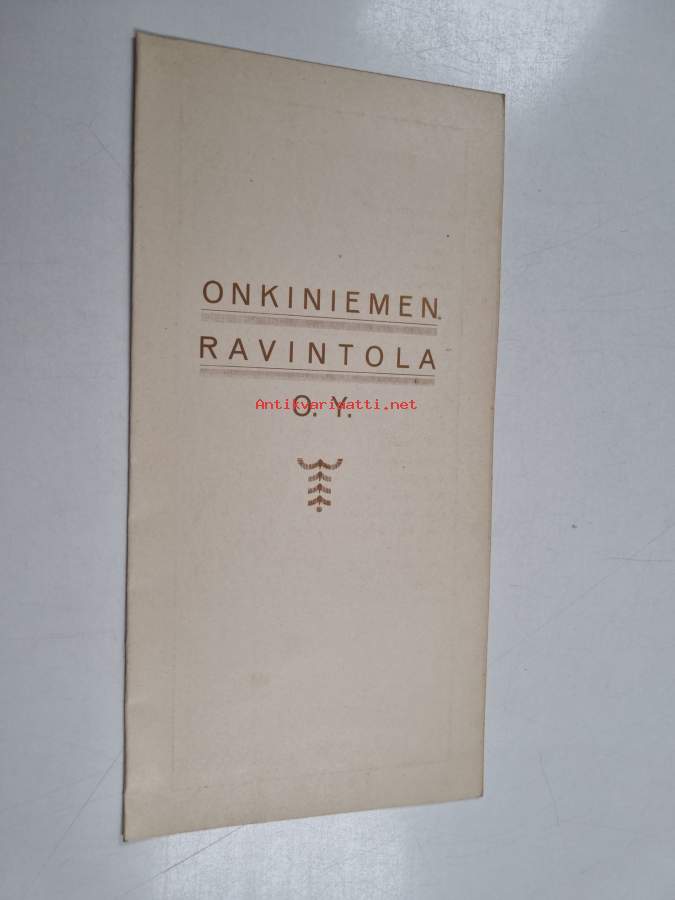 ONKINIEMEN
RAVINTOLA
O. Y.
Antikvariaatti.net